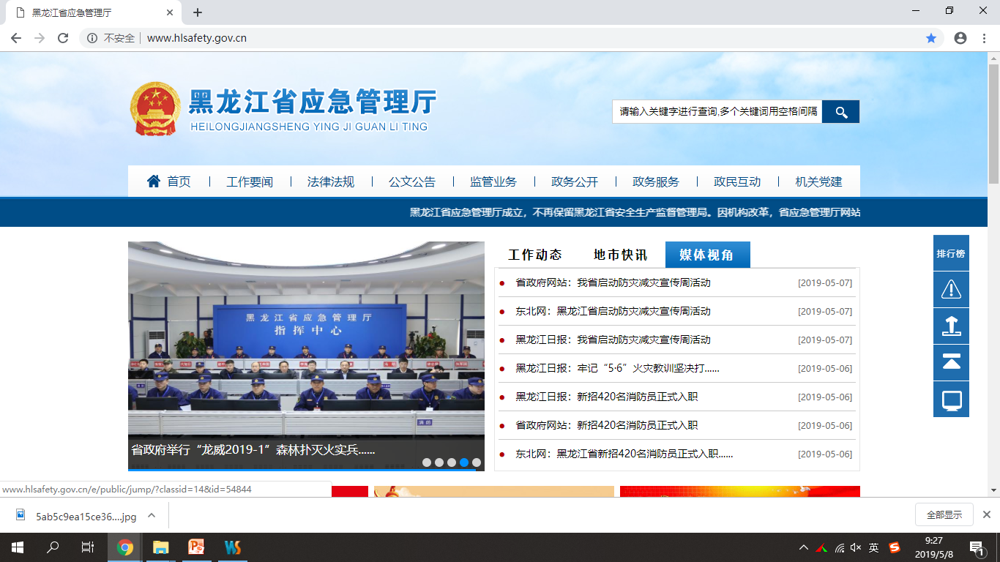 黑龙江省应急管理厅
不安全 www.hlsafety.gov.cn
黑龙江省应急管理厅
HEILONGJIANGSHENG YING JI GUAN LI TING
请输入关键字进行查询,多个关键词用空格间隔
首页 工作要闻 法律法规 公文公告 监管业务 政务公开 政务服务 政民互动 机关党建
黑龙江省应急管理厅成立，不再保留黑龙江省安全生产监督管理局。因机构改革，省应急管理厅网站
黑龙江省应急管理厅
指挥中心
消防
省政府举行“龙威2019-1”森林扑灭火实兵......
工作动态 地市快讯 媒体视角
省政府网站：我省启动防灾减灾宣传周活动 [2019-05-07]
东北网：黑龙江省启动防灾减灾宣传周活动 [2019-05-07]
黑龙江日报：我省启动防灾减灾宣传周活动 [2019-05-07]
黑龙江日报：牢记“5·6”火灾教训坚决打...... [2019-05-06]
黑龙江日报：新招420名消防员正式入职 [2019-05-06]
省政府网站：新招420名消防员正式入职 [2019-05-06]
东北网：黑龙江省新招420名消防员正式入职...... [2019-05-06]
排行榜
www.hlsafety.gov.cn/e/public/jump/?classid=14&id=54844
5ab5c9ea15ce36....jpg
全部显示
英
9:27
2019/5/8
1